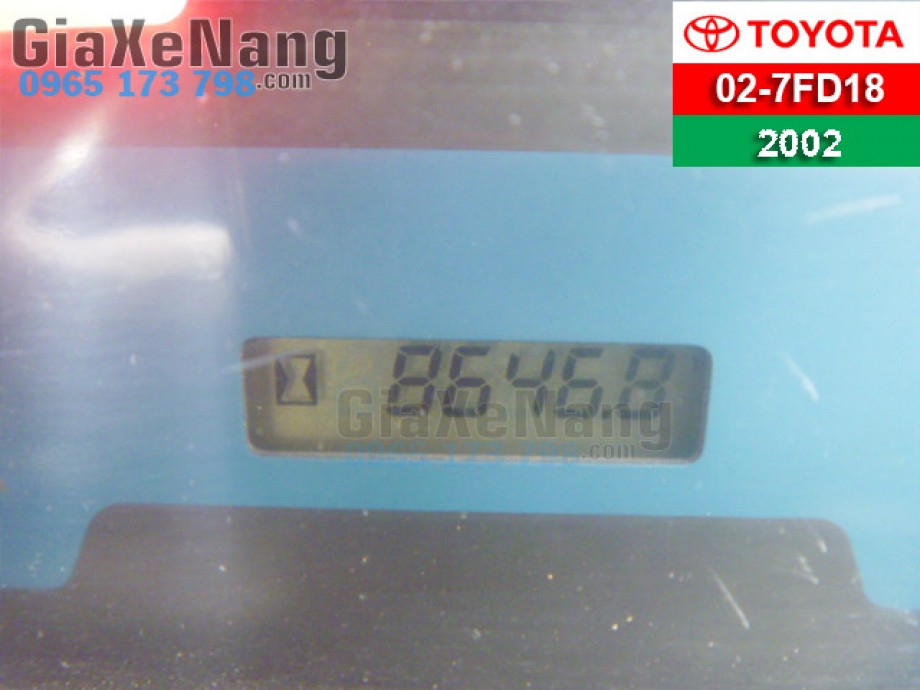 GiaXeNang
.com
0965 173 798
TOYOTA
02-7FD18
2002
8646.8
GiaXeNang
.com